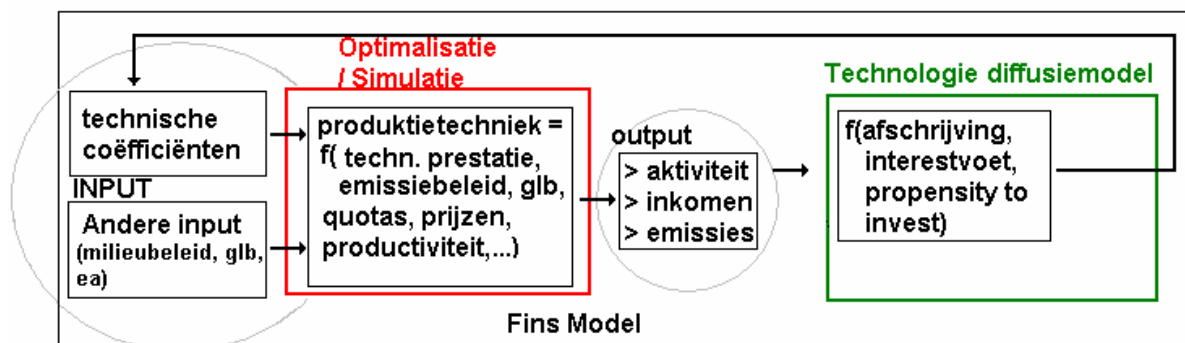 Optimalisatie
/ Simulatie
Technologie diffusiemodel
technische
coëfficiënten
INPUT
Andere input
(milieubeleid, glb,
ea)
produktietechniek =
f( techn. prestatie,
emissiebeleid, glb,
quotas, prijzen,
productiviteit,...)
output
> aktiviteit
> inkomen
> emissies
f(afschrijving,
interestvoet,
propensity to
invest)
Fins Model